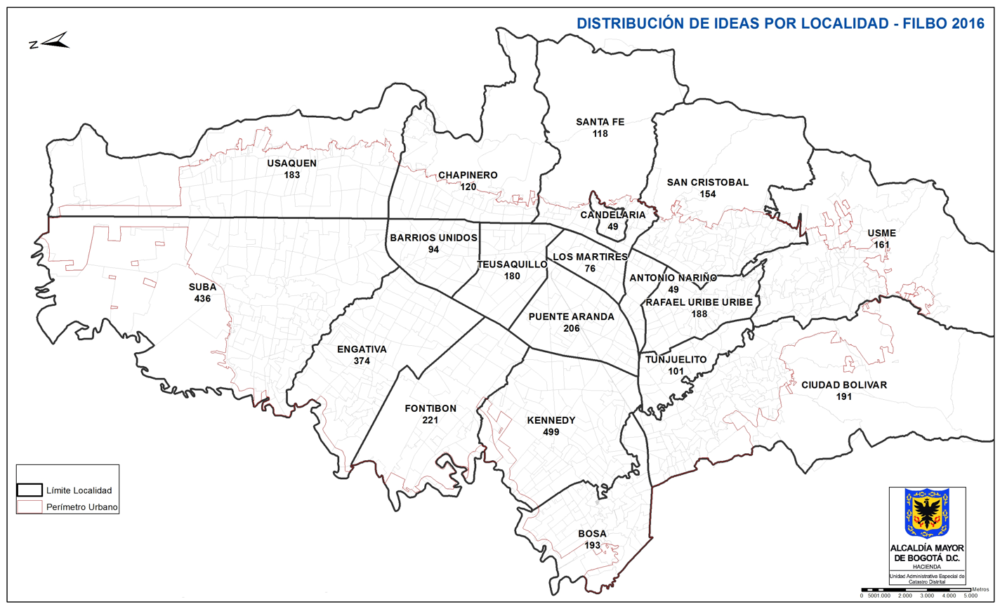 DISTRIBUCIÓN DE IDEAS POR LOCALIDAD - FILBO 2016
N
SANTA FE
118
USAQUEN
183
CHAPINERO
120
SAN CRISTOBAL
154
CANDELARIA
49
BARRIOS UNIDOS
94
USME
161
LOS MARTIRES
76
TEUSAQUILLO
180
ANTONIO NARIÑO
49
SUBA
436
RAFAEL URIBE URIBE
188
PUENTE ARANDA
206
ENGATIVA
374
TUNJUELITO
101
CIUDAD BOLIVAR
191
FONTIBON
221
KENNEDY
499
BOSA
193
Límite Localidad
Perímetro Urbano
ALCALDÍA MAYOR
DE BOGOTÁ D.C.
HACIENDA
Unidad Administrativa Especial de
Catastro Distrital
Metros
0 500 1.000 2.000 3.000 4.000 5.000